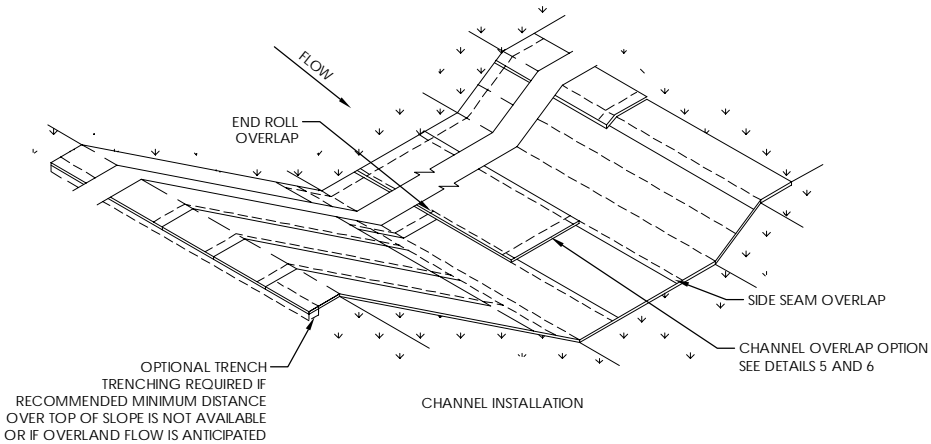 FLOW
END ROLL
OVERLAP
SIDE SEAM OVERLAP
CHANNEL OVERLAP OPTION
SEE DETAILS 5 AND 6
OPTIONAL TRENCH
TRENCHING REQUIRED IF
RECOMMENDED MINIMUM DISTANCE
OVER TOP OF SLOPE IS NOT AVAILABLE
OR IF OVERLAND FLOW IS ANTICIPATED
CHANNEL INSTALLATION